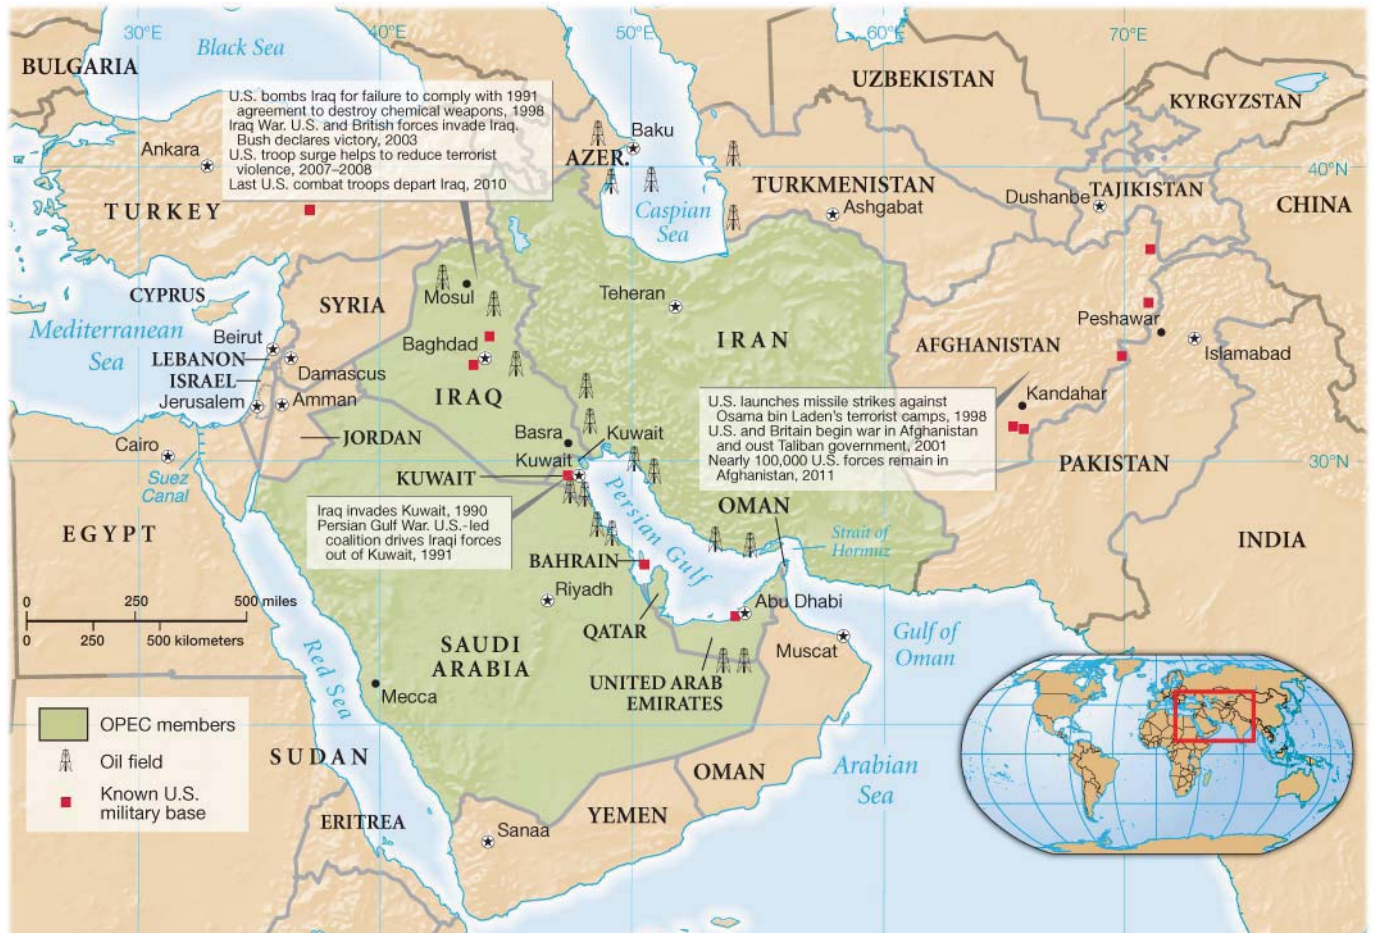 30°E
40°E
50°E
60°E
70°E
Black Sea
BULGARIA
UZBEKISTAN
KYRGYZSTAN
U.S. bombs Iraq for failure to comply with 1991
agreement to destroy chemical weapons, 1998
Iraq War. U.S. and British forces invade Iraq.
Bush declares victory, 2003
U.S. troop surge helps to reduce terrorist
violence, 2007–2008
Last U.S. combat troops depart Iraq, 2010
Ankara
Baku
AZER.
40°N
TURKEY
TURKMENISTAN
Ashgabat
Dushanbe
TAJIKISTAN
CHINA
Caspian
Sea
CYPRUS
SYRIA
Mosul
Teheran
Mediterranean
Sea
Beirut
LEBANON
ISRAEL
Jerusalem
Damascus
Amman
Baghdad
IRAQ
IRAN
AFGHANISTAN
Peshawar
Islamabad
Kandahar
U.S. launches missile strikes against
Osama bin Laden's terrorist camps, 1998
U.S. and Britain begin war in Afghanistan
and oust Taliban government, 2001
Nearly 100,000 U.S. forces remain in
Afghanistan, 2011
Cairo
JORDAN
Basra
Kuwait
Kuwait
KUWAIT
PAKISTAN
30°N
Suez
Canal
EGYPT
Iraq invades Kuwait, 1990
Persian Gulf War. U.S.-led
coalition drives Iraqi forces
out of Kuwait, 1991
Persian Gulf
OMAN
Strait of
Hormuz
INDIA
BAHRAIN
Riyadh
Abu Dhabi
0 250 500 miles
0 250 500 kilometers
QATAR
SAUDI
ARABIA
Muscat
Gulf of
Oman
Red Sea
Mecca
UNITED ARAB
EMIRATES
OPEC members
Oil field
Known U.S.
military base
SUDAN
OMAN
Arabian
Sea
ERITREA
YEMEN
Sanaa